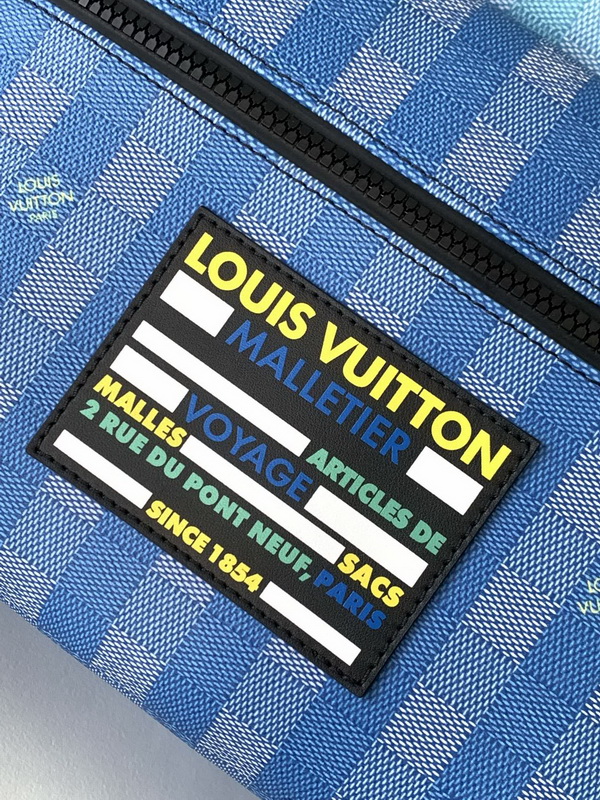 LOUIS
VUITTON
PARIS
LOUIS VUITTON
MALLETIER
ARTICLES DE
VOYAGE
MALLES
SACS
2 RUE DU PONT NEUF, PARIS
SINCE 1854